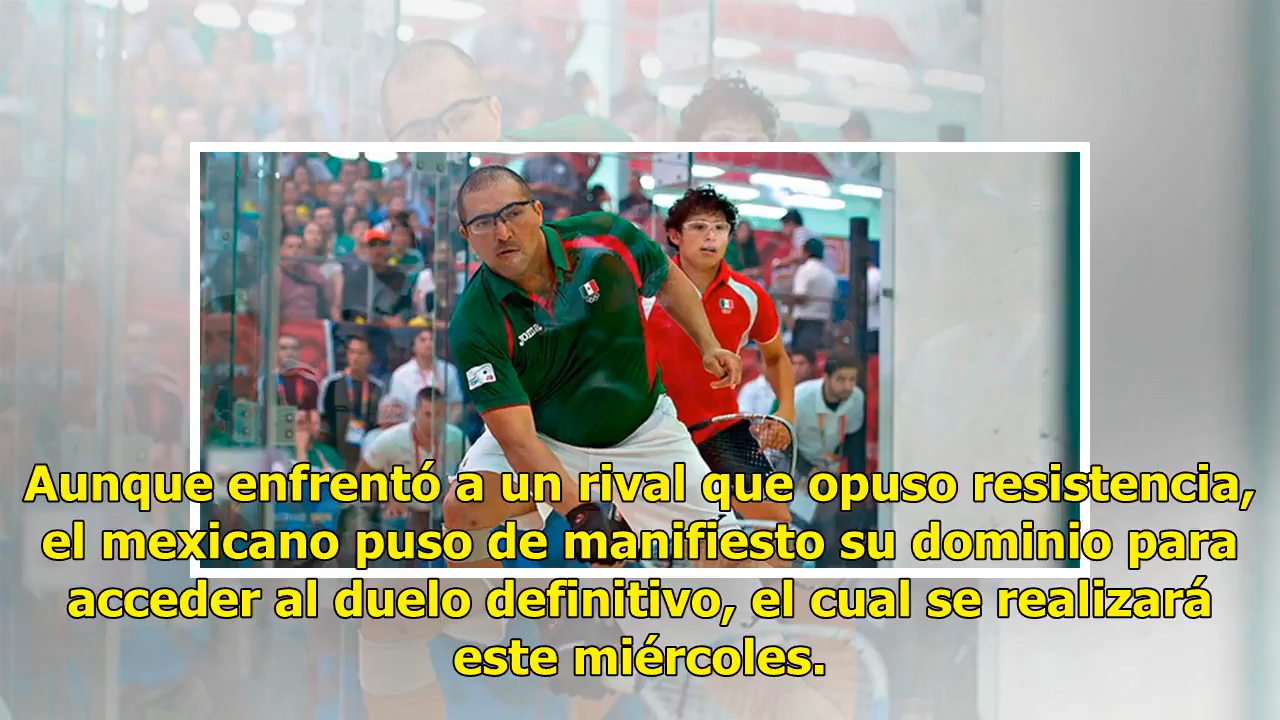 Joma
Aunque enfrentó a un rival que opuso resistencia,
el mexicano puso de manifiesto su dominio para
acceder al duelo definitivo, el cual se realizará
este miércoles.